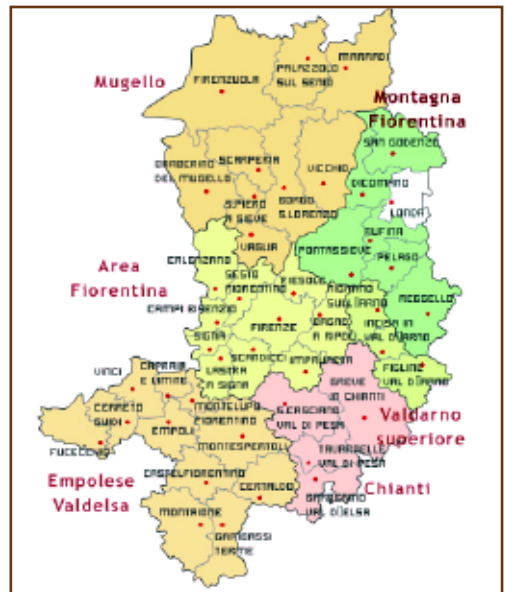 MARRADI
PALAZZUOLO
SUL SENIO
FIRENZUOLA
Mugello
Montagna
Fiorentina
SAN GODENZO
BARBERINO
DEL MUGELLO
SCARPERIA
VICCHIO
DICOMANO
LONDA
S.PIERO
A SIEVE
BORGO
S.LORENZO
RUFINA
VAGLIA
PONTASSIEVE
PELAGO
CALENZANO
SESTO
FIORENTINO
Area
Fiorentina
FIESOLE
RIGNANO
SULL'ARNO
REGGELLO
CAMPI BISENZIO
FIRENZE
BAGNO
A RIPOLI
INCISA IN
VAL D'ARNO
SIGNA
SCANDICCI
IMPRUNETA
LASTRA
A SIGNA
FIGLINE
VAL D'ARNO
VINCI
CAPRAIA
E LIMITE
GREVE
IN CHIANTI
CERRETO
GUIDI
MONTELUPO
FIORENTINO
S.CASCIANO
VAL DI PESA
Valdarno
superiore
EMPOLI
MONTESPERTOLI
FUCECCHIO
TAVARNELLE
VAL DI PESA
CASTELFIORENTINO
Empolese
Valdelsa
CERTALDO
Chianti
BARBERINO
VAL D'ELSA
MONTAIONE
GAMBASSI
TERME